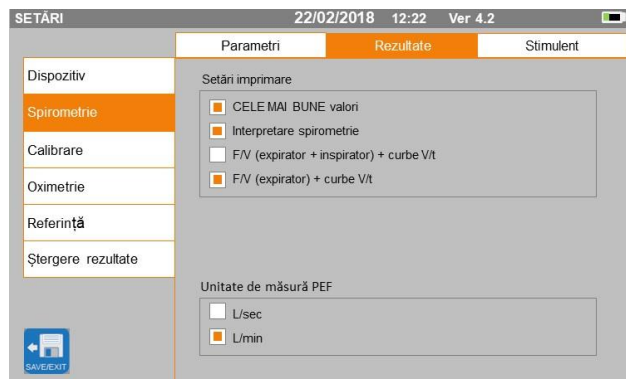 SETĂRI 22/02/2018 12:22 Ver 4.2
Parametri Rezultate Stimulent
Dispozitiv
Spirometrie
Calibrare
Oximetrie
Referință
Ștergere rezultate
Setări imprimare
CELE MAI BUNE valori
Interpretare spirometrie
F/V (expirator + inspirator) + curbe V/t
F/V (expirator) + curbe V/t
Unitate de măsură PEF
L/sec
L/min
SAVE/EXIT